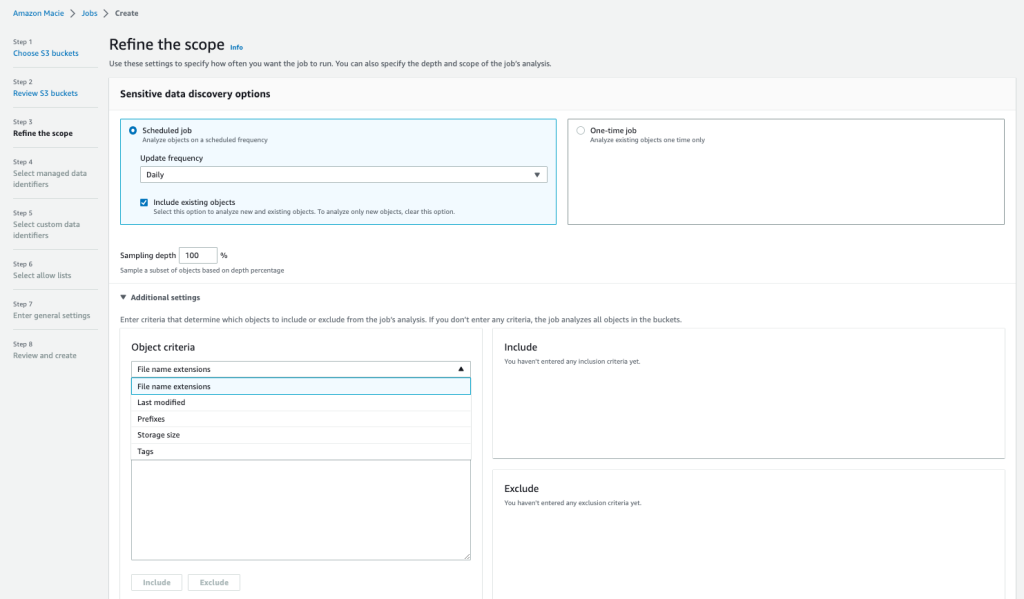 Amazon Macie > Jobs > Create
Step 1
Choose S3 buckets
Step 2
Review S3 buckets
Step 3
Refine the scope
Step 4
Select managed data
identifiers
Step 5
Select custom data
identifiers
Step 6
Select allow lists
Step 7
Enter general settings
Step 8
Review and create
Refine the scope Info
Use these settings to specify how often you want the job to run. You can also specify the depth and scope of the job's analysis.
Sensitive data discovery options
Scheduled job
Analyze objects on a scheduled frequency
Update frequency
Daily
Include existing objects
Select this option to analyze new and existing objects. To analyze only new objects, clear this option.
One-time job
Analyze existing objects one time only
Sampling depth 100 %
Sample a subset of objects based on depth percentage
Additional settings
Enter criteria that determine which objects to include or exclude from the job's analysis. If you don't enter any criteria, the job analyzes all objects in the buckets.
Object criteria
File name extensions
File name extensions
Last modified
Prefixes
Storage size
Tags
Include Exclude
Include
You haven't entered any inclusion criteria yet.
Exclude
You haven't entered any exclusion criteria yet.